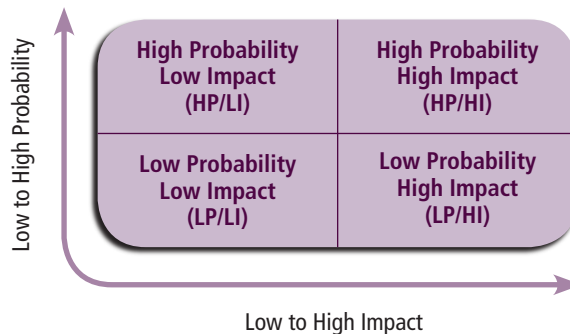 Low to High Probability
High Probability
Low Impact
(HP/LI)
High Probability
High Impact
(HP/HI)
Low Probability
Low Impact
(LP/LI)
Low Probability
High Impact
(LP/HI)
Low to High Impact